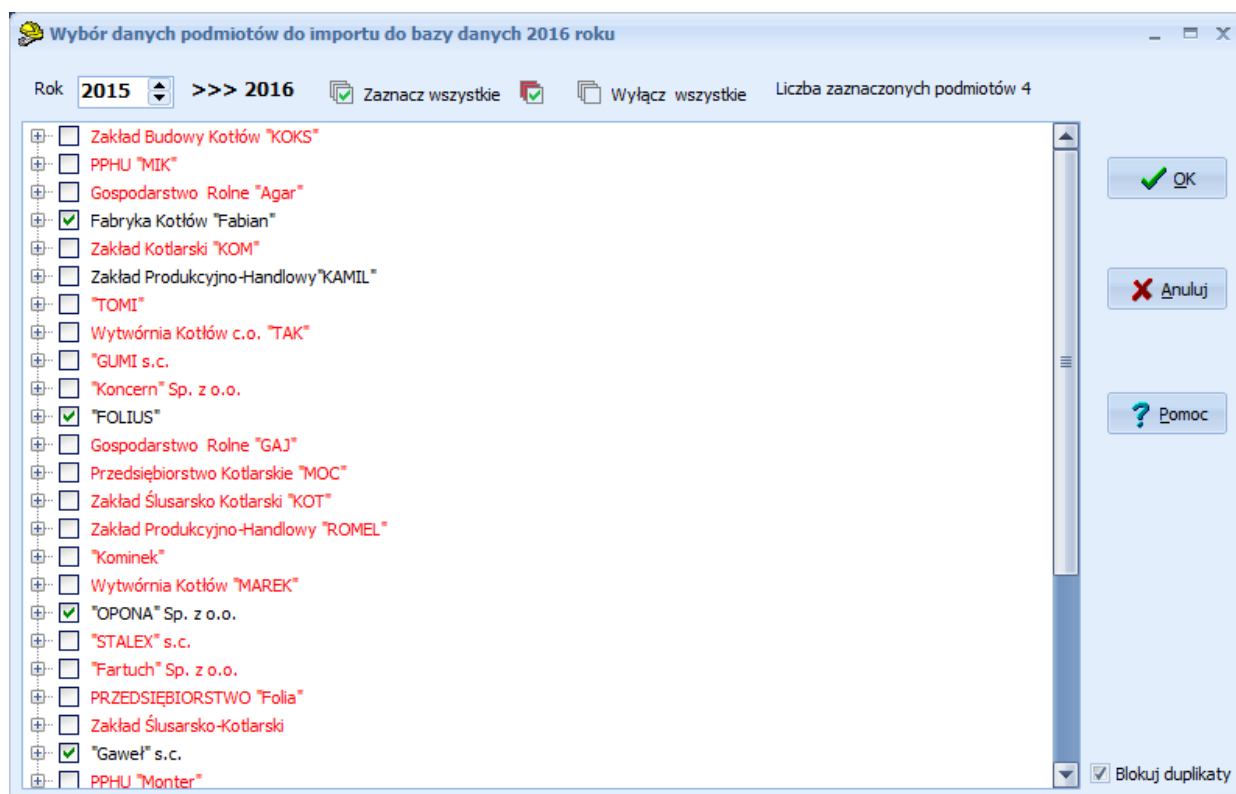 Wybór danych podmiotów do importu do bazy danych 2016 roku
Rok 2015 >>> 2016 Zaznacz wszystkie Wyłącz wszystkie Liczba zaznaczonych podmiotów 4
Zakład Budowy Kotłów "KOKS"
PPHU "MIK"
Gospodarstwo Rolne "Agar"
Fabryka Kotłów "Fabian"
Zakład Kotlarski "KOM"
Zakład Produkcyjno-Handlowy"KAMIL"
"TOMI"
Wytwórnia Kotłów c.o. "TAK"
"GUMI s.c.
"Koncern" Sp. z o.o.
"FOLIUS"
Gospodarstwo Rolne "GAJ"
Przedsiębiorstwo Kotlarskie "MOC"
Zakład Ślusarsko Kotlarski "KOT"
Zakład Produkcyjno-Handlowy "ROMEL"
"Kominek"
Wytwórnia Kotłów "MAREK"
"OPONA" Sp. z o.o.
"STALEX" s.c.
"Fartuch" Sp. z o.o.
PRZEDSIĘBIORSTWO "Folia"
Zakład Ślusarsko-Kotlarski
"Gaweł" s.c.
PPHU "Monter"
OK
Anuluj
Pomoc
Blokuj duplikaty